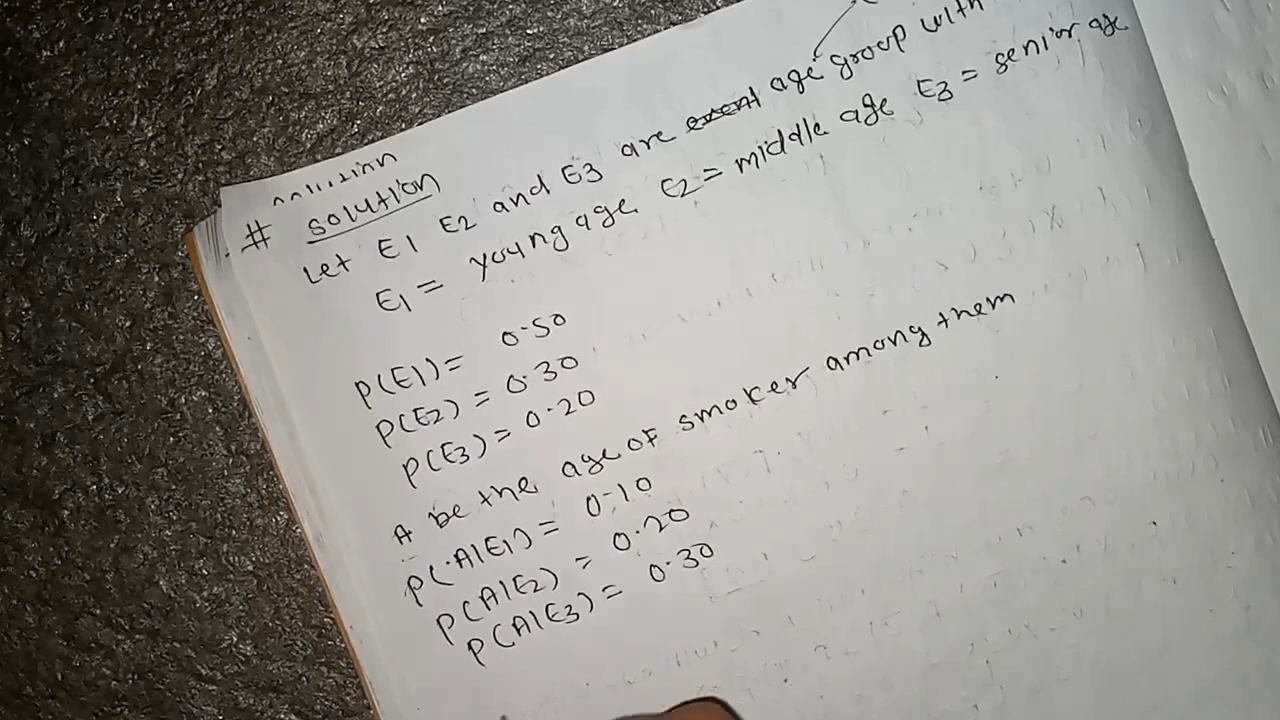 # solution
Let E1 E2 and E3 are age group with
E1 = young age E2 = middle age E3 = senior age
P(E1) = 0.50
P(E2) = 0.30
P(E3) = 0.20
A be the age of smoker among them
P(A|E1) = 0.10
P(A|E2) = 0.20
P(A|E3) = 0.30